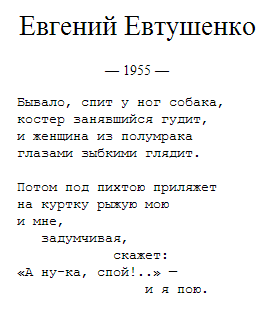 Евгений Евтушенко
— 1955 —
Бывало, спит у ног собака,
костер занявшийся гудит,
и женщина из полумрака
глазами зыбкими глядит.
Потом под пихтою приляжет
на куртку рыжую мою
и мне,
задумчивая,
скажет:
«А ну-ка, спой!..» —
и я пою.